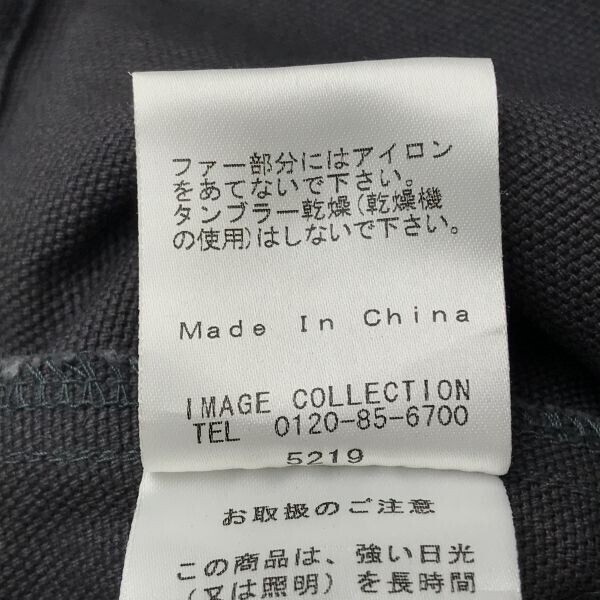 ファー部分にはアイロン
をあてないで下さい。
タンブラー乾燥(乾燥機
の使用)はしないで下さい。
Made In China
IMAGE COLLECTION
TEL 0120-85-6700
5219
お取扱のご注意
この商品は、強い日光
(又は照明)を長時間